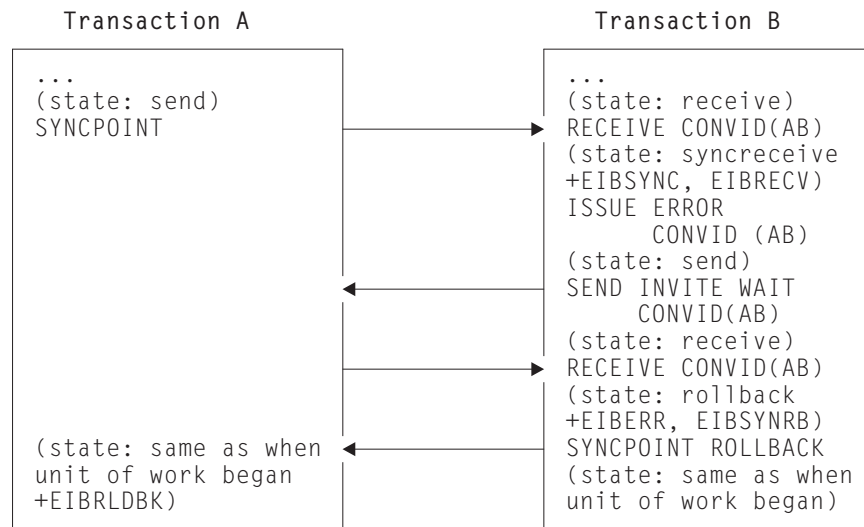 Transaction A
...
(state: send)
SYNCPOINT
(state: same as when
unit of work began
+EIBRLDBK)
Transaction B
...
(state: receive)
RECEIVE CONVID(AB)
(state: syncreceive
+EIBSYNC, EIBRECV)
ISSUE ERROR
CONVID (AB)
(state: send)
SEND INVITE WAIT
CONVID(AB)
(state: receive)
RECEIVE CONVID(AB)
(state: rollback
+EIBERR, EIBSYNRB)
SYNCPOINT ROLLBACK
(state: same as when
unit of work began)